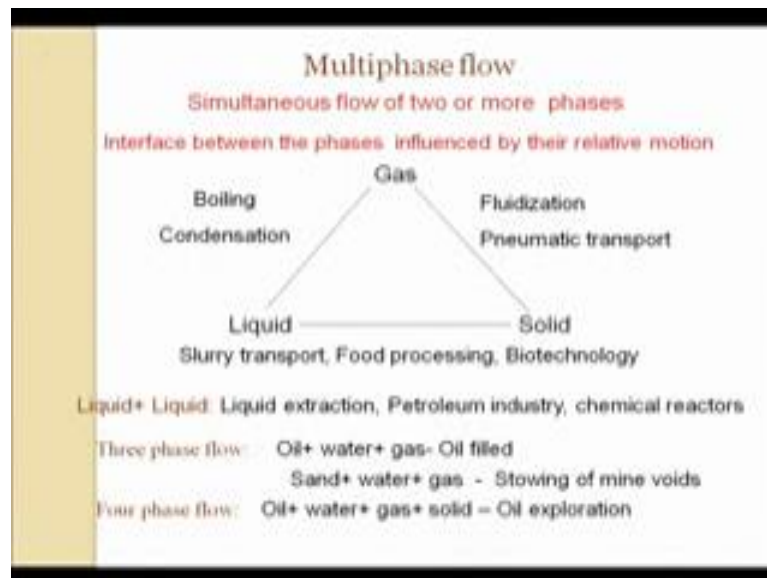 Multiphase flow
Simultaneous flow of two or more phases
Interface between the phases influenced by their relative motion
Gas
Boiling
Fluidization
Condensation
Pneumatic transport
Liquid
Solid
Slurry transport, Food processing, Biotechnology
Liquid+ Liquid: Liquid extraction, Petroleum industry, chemical reactors
Three phase flow: Oil+ water+ gas- Oil filled
Sand+ water+ gas - Stowing of mine voids
Four phase flow: Oil+ water+ gas+ solid – Oil exploration